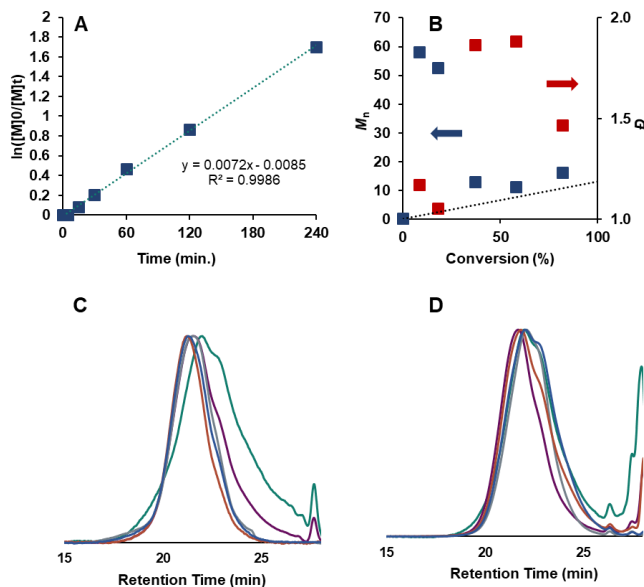 A
ln([M]0/[M]t)
2
1.8
1.6
1.4
1.2
1
0.8
0.6
0.4
0.2
0
y = 0.0072x - 0.0085
R² = 0.9986
0 60 120 180 240
Time (min.)
B
Mn
70
60
50
40
30
20
10
0
2.0
1.5
1.0
Đ
0 50 100
Conversion (%)
C
15 20 25
Retention Time (min)
D
15 20 25
Retention Time (min)